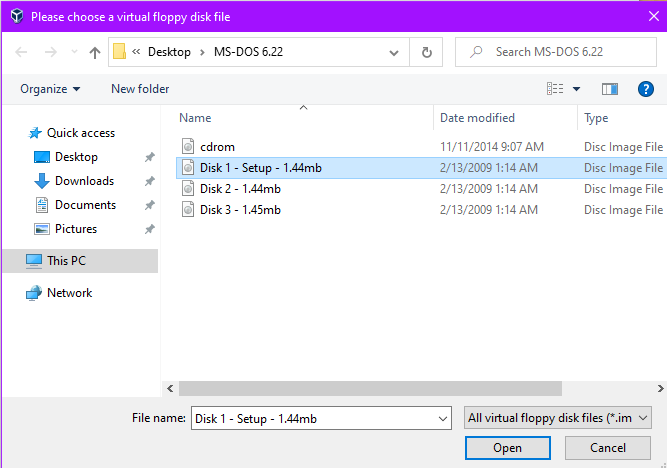 Please choose a virtual floppy disk file
« Desktop > MS-DOS 6.22
Search MS-DOS 6.22
Organize New folder
Name Date modified Type
Quick access
Desktop
Downloads
Documents
Pictures
This PC
Network
cdrom 11/11/2014 9:07 AM Disc Image File
Disk 1 - Setup - 1.44mb 2/13/2009 1:14 AM Disc Image File
Disk 2 - 1.44mb 2/13/2009 1:14 AM Disc Image File
Disk 3 - 1.45mb 2/13/2009 1:14 AM Disc Image File
File name: Disk 1 - Setup - 1.44mb All virtual floppy disk files (*.im
Open Cancel